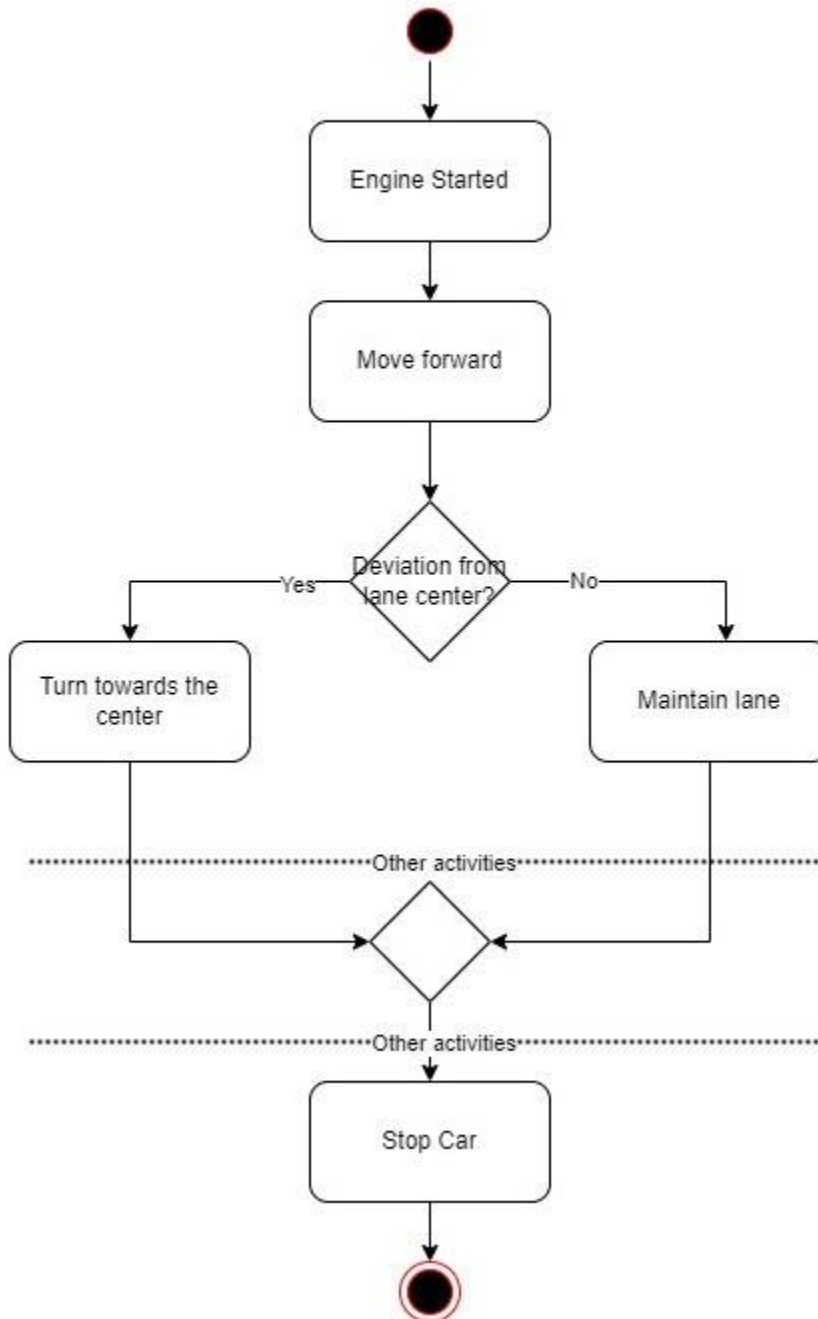 Engine Started
Move forward
Deviation from
lane center?
Yes
No
Turn towards the
center
Maintain lane
Other activities
Other activities
Stop Car